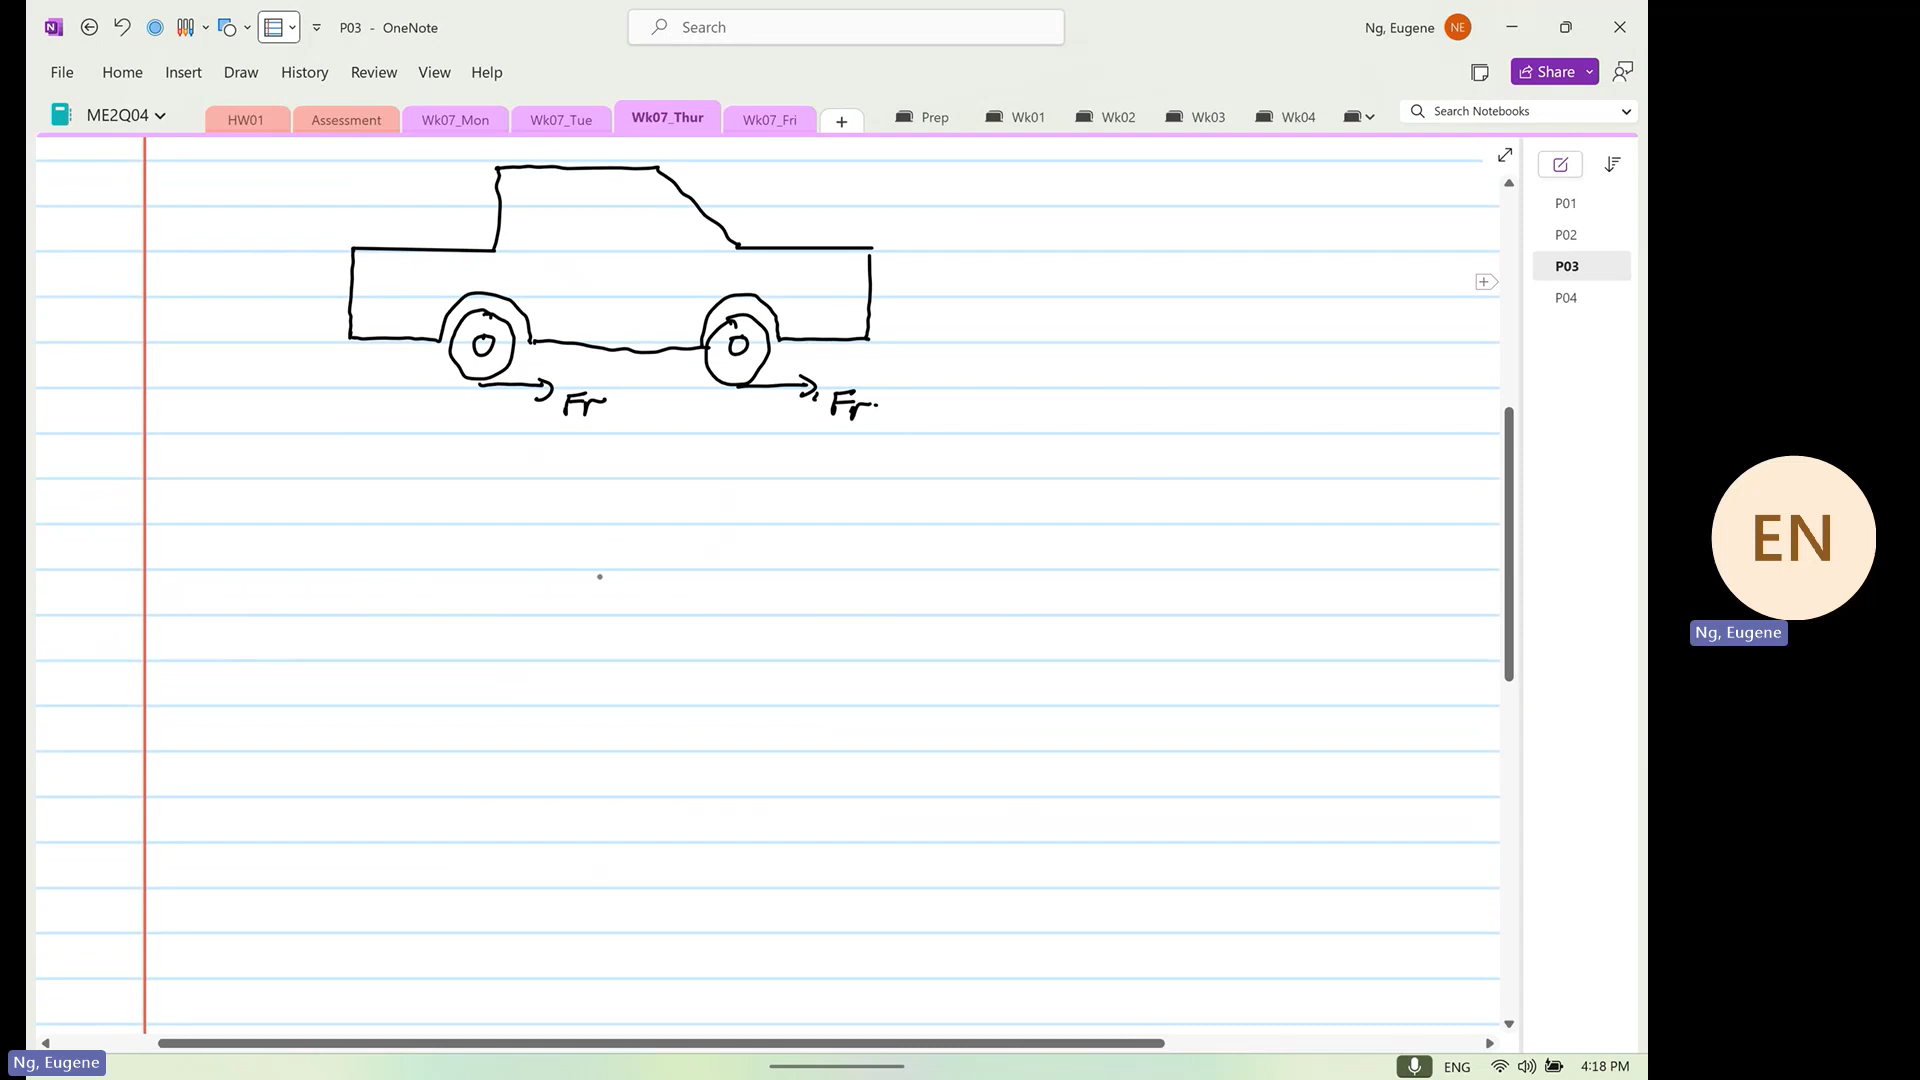 P03 - OneNote
Search
Ng, Eugene
NE
File Home Insert Draw History Review View Help
Share
ME2Q04
HW01 Assessment Wk07_Mon Wk07_Tue Wk07_Thur Wk07_Fri + Prep Wk01 Wk02 Wk03 Wk04
Search Notebooks
P01
P02
P03
P04
Fr Fr.
EN
Ng, Eugene
Ng, Eugene
ENG
4:18 PM